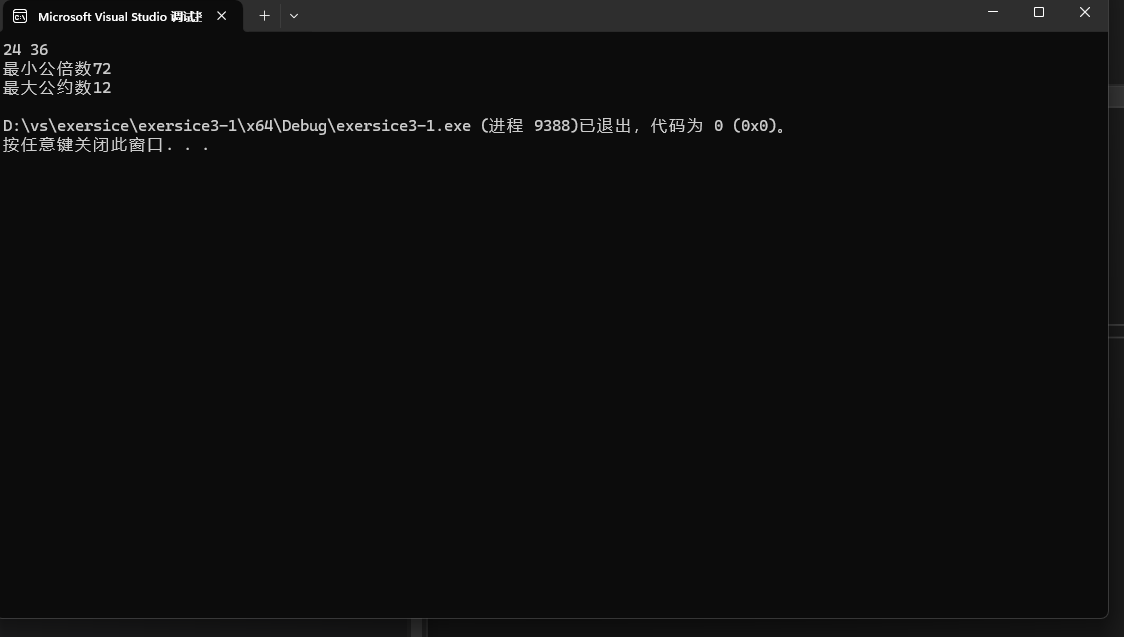 Microsoft Visual Studio 调试
24 36
最小公倍数72
最大公约数12
D:\vs\exersice\exersice3-1\x64\Debug\exersice3-1.exe (进程 9388)已退出，代码为 0 (0x0)。
按任意键关闭此窗口. . .